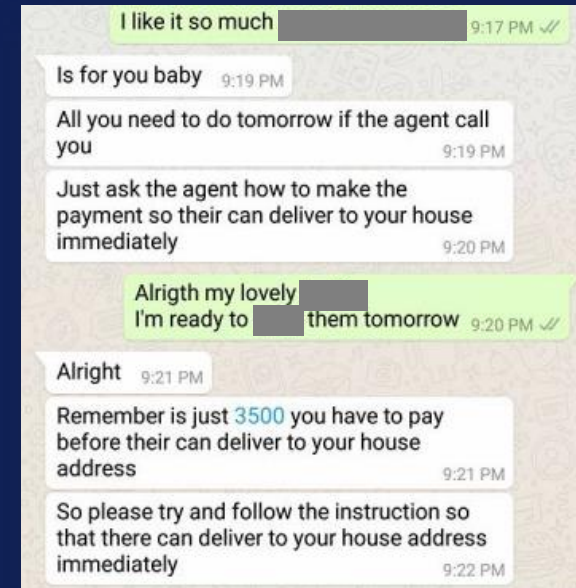 I like it so much
9:17 PM
Is for you baby 9:19 PM
All you need to do tomorrow if the agent call
you 9:19 PM
Just ask the agent how to make the
payment so their can deliver to your house
immediately 9:20 PM
Alrigth my lovely
I'm ready to them tomorrow 9:20 PM
Alright 9:21 PM
Remember is just 3500 you have to pay
before their can deliver to your house
address 9:21 PM
So please try and follow the instruction so
that there can deliver to your house address
immediately 9:22 PM